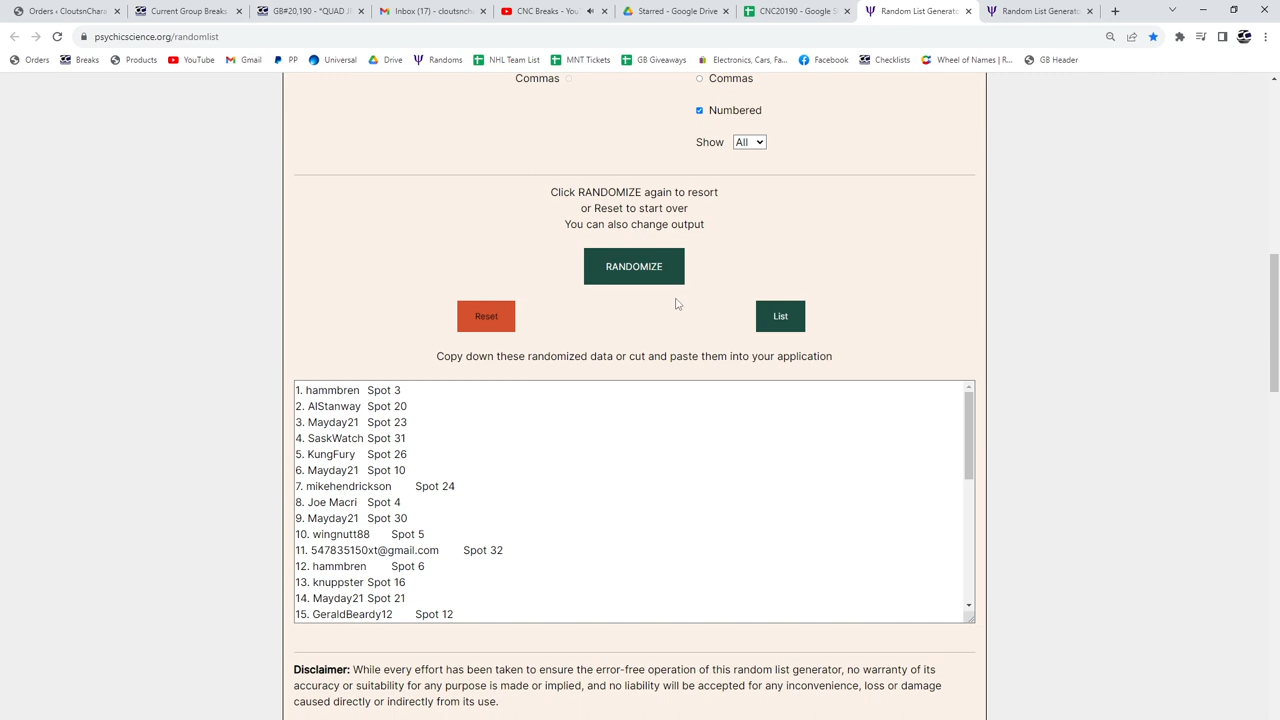 Orders ‹ CloutsnChara
Current Group Breaks
GB#20,190 - *QUAD JE
Inbox (17) - cloutsnch
CNC Breaks - You
Starred - Google Drive
CNC20190 - Google S
Random List Generato
Random List Generato
psychicscience.org/randomlist
Orders
Breaks
Products
YouTube
Gmail
PP
Universal
Drive
Randoms
NHL Team List
MNT Tickets
GB Giveaways
Electronics, Cars, Fa...
Facebook
Checklists
Wheel of Names | R...
GB Header
Commas
Commas
Numbered
Show All
Click RANDOMIZE again to resort
or Reset to start over
You can also change output
RANDOMIZE
Reset
List
Copy down these randomized data or cut and paste them into your application
1. hammbren Spot 3
2. AlStanway Spot 20
3. Mayday21 Spot 23
4. SaskWatch Spot 31
5. KungFury Spot 26
6. Mayday21 Spot 10
7. mikehendrickson Spot 24
8. Joe Macri Spot 4
9. Mayday21 Spot 30
10. wingnutt88 Spot 5
11. 547835150xt@gmail.com Spot 32
12. hammbren Spot 6
13. knuppster Spot 16
14. Mayday21 Spot 21
15. GeraldBeardy12 Spot 12
Disclaimer: While every effort has been taken to ensure the error-free operation of this random list generator, no warranty of its
accuracy or suitability for any purpose is made or implied, and no liability will be accepted for any inconvenience, loss or damage
caused directly or indirectly from its use.